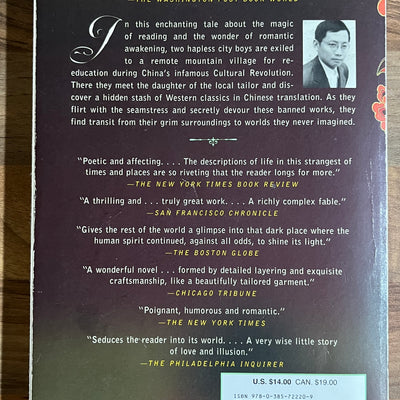 —THE WASHINGTON POST BOOK WORLD
In this enchanting tale about the magic
of reading and the wonder of romantic
awakening, two hapless city boys are exiled
to a remote mountain village for re-
education during China's infamous Cultural Revolution.
There they meet the daughter of the local tailor and dis-
cover a hidden stash of Western classics in Chinese translation. As they
flirt with the seamstress and secretly devour these banned works, they
find transit from their grim surroundings to worlds they never imagined.
"Poetic and affecting. . . . The descriptions of life in this strangest of
times and places are so riveting that the reader longs for more."
—THE NEW YORK TIMES BOOK REVIEW
"A thrilling and . . . truly great work. . . . A richly complex fable."
—SAN FRANCISCO CHRONICLE
"Gives the rest of the world a glimpse into that dark place where the
human spirit continued, against all odds, to shine its light."
—THE BOSTON GLOBE
"A wonderful novel . . . formed by detailed layering and exquisite
craftsmanship, like a beautifully tailored garment."
—CHICAGO TRIBUNE
"Poignant, humorous and romantic."
—THE NEW YORK TIMES
"Seduces the reader into its world. . . . A very wise little story
of love and illusion."
—THE PHILADELPHIA INQUIRER
U.S. $14.00 CAN. $19.00
ISBN 978-0-385-72220-9